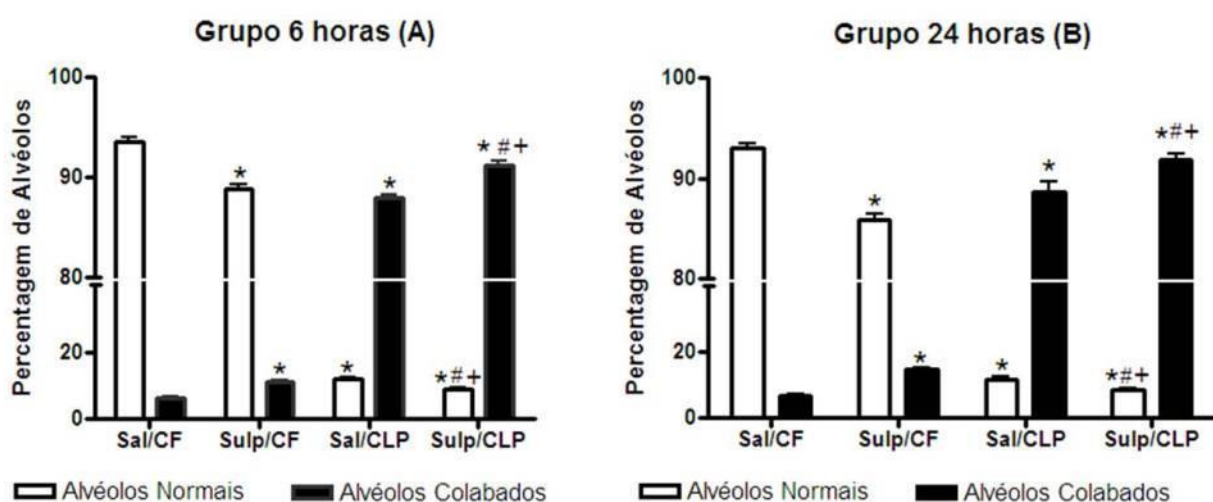 Grupo 6 horas (A)
Percentagem de Alvéolos
100
90
80
20
0
*
*
* #+
*
*
*#+
Sal/CF Sulp/CF Sal/CLP Sulp/CLP
Alvéolos Normais Alvéolos Colabados
Grupo 24 horas (B)
Percentagem de Alvéolos
100
90
80
20
0
*
*
*#+
*
*
*#+
Sal/CF Sulp/CF Sal/CLP Sulp/CLP
Alvéolos Normais Alvéolos Colabados